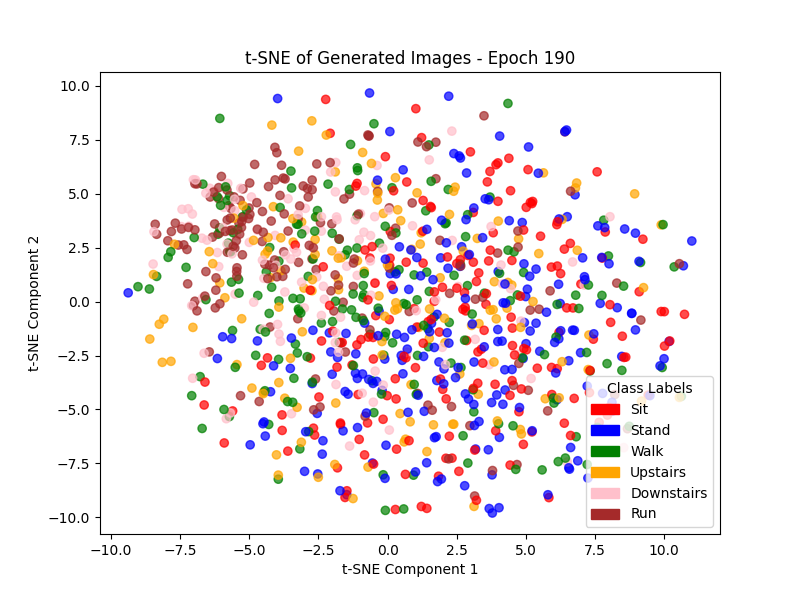 t-SNE of Generated Images - Epoch 190
t-SNE Component 2
10.0
7.5
5.0
2.5
0.0
−2.5
−5.0
−7.5
−10.0
Class Labels
Sit
Stand
Walk
Upstairs
Downstairs
Run
−10.0 −7.5 −5.0 −2.5 0.0 2.5 5.0 7.5 10.0
t-SNE Component 1